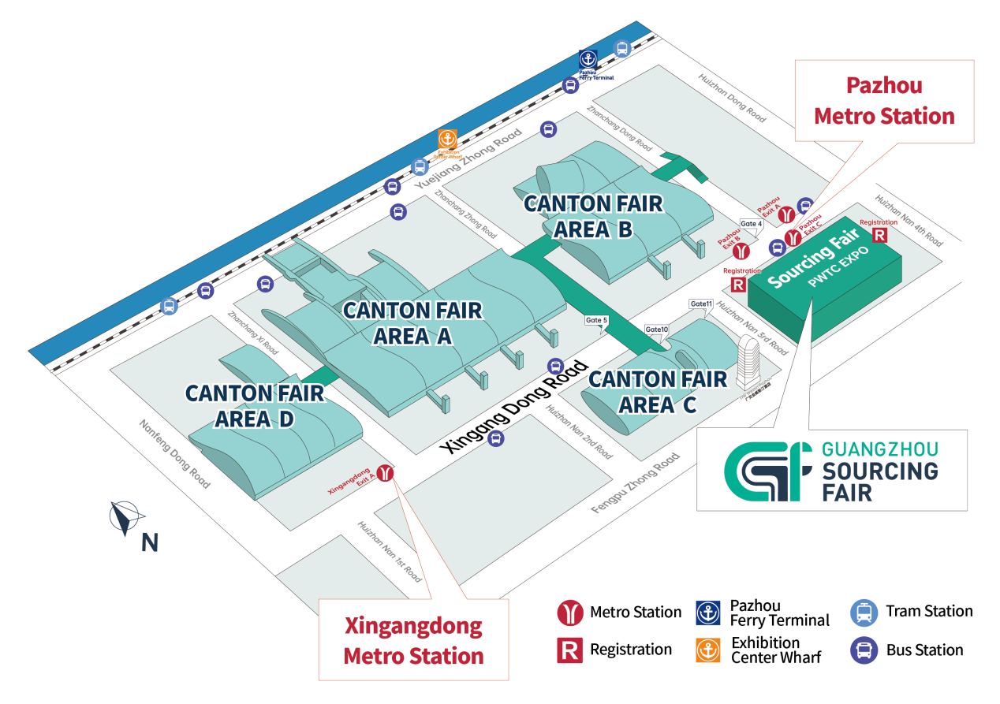 Pazhou
Ferry Terminal
Huizhan Dong Road
Pazhou
Metro Station
Zhanchang Dong Road
Exhibition
Center Wharf
Yuejiang Zhong Road
Zhanchang Zhong Road
CANTON FAIR
AREA B
Pazhou
Exit A
Gate 4
Pazhou
Exit B
Pazhou
Exit C
Huizhan Nan 4th Road
Registration
R
Registration
R
Sourcing Fair
PWTC EXPO
CANTON FAIR
AREA A
Zhanchang Xi Road
Gate 5
Gate10
Gate11
Huizhan Nan 3rd Road
CANTON FAIR
AREA D
CANTON FAIR
AREA C
Xingang Dong Road
Huizhan Nan 2nd Road
Nanfeng Dong Road
Xingangdong
Exit A
Fengpu Zhong Road
GUANGZHOU
SOURCING
FAIR
N
Huizhan Nan 1st Road
Xingangdong
Metro Station
Metro Station
Pazhou
Ferry Terminal
Tram Station
R
Registration
Exhibition
Center Wharf
Bus Station